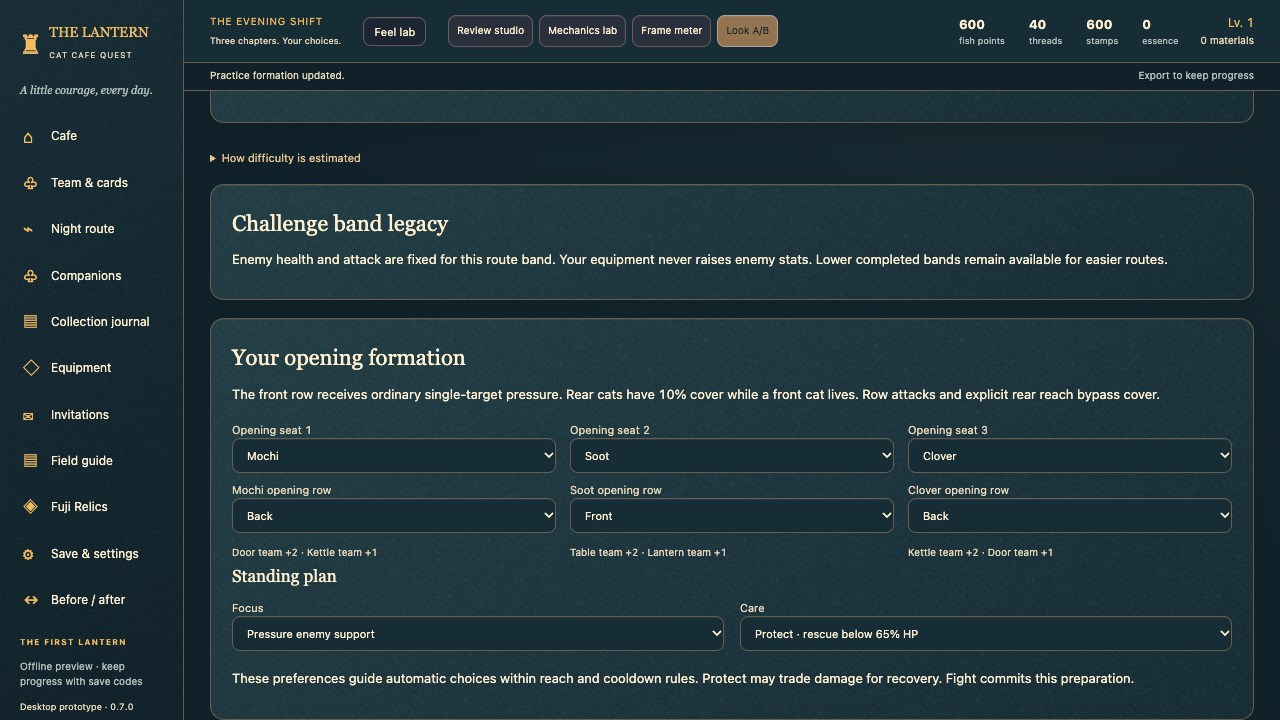 THE LANTERN
CAT CAFE QUEST
A little courage, every day.
Cafe
Team & cards
Night route
Companions
Collection journal
Equipment
Invitations
Field guide
Fuji Relics
Save & settings
Before / after
THE FIRST LANTERN
Offline preview · keep
progress with save codes
Desktop prototype · 0.7.0
THE EVENING SHIFT
Three chapters. Your choices.
Feel lab
Review studio
Mechanics lab
Frame meter
Look A/B
600
fish points
40
threads
600
stamps
0
essence
Lv. 1
0 materials
Practice formation updated.
Export to keep progress
How difficulty is estimated
Challenge band legacy
Enemy health and attack are fixed for this route band. Your equipment never raises enemy stats. Lower completed bands remain available for easier routes.
Your opening formation
The front row receives ordinary single-target pressure. Rear cats have 10% cover while a front cat lives. Row attacks and explicit rear reach bypass cover.
Opening seat 1
Opening seat 2
Opening seat 3
Mochi
Soot
Clover
Mochi opening row
Soot opening row
Clover opening row
Back
Front
Back
Door team +2 · Kettle team +1
Table team +2 · Lantern team +1
Kettle team +2 · Door team +1
Standing plan
Focus
Care
Pressure enemy support
Protect · rescue below 65% HP
These preferences guide automatic choices within reach and cooldown rules. Protect may trade damage for recovery. Fight commits this preparation.